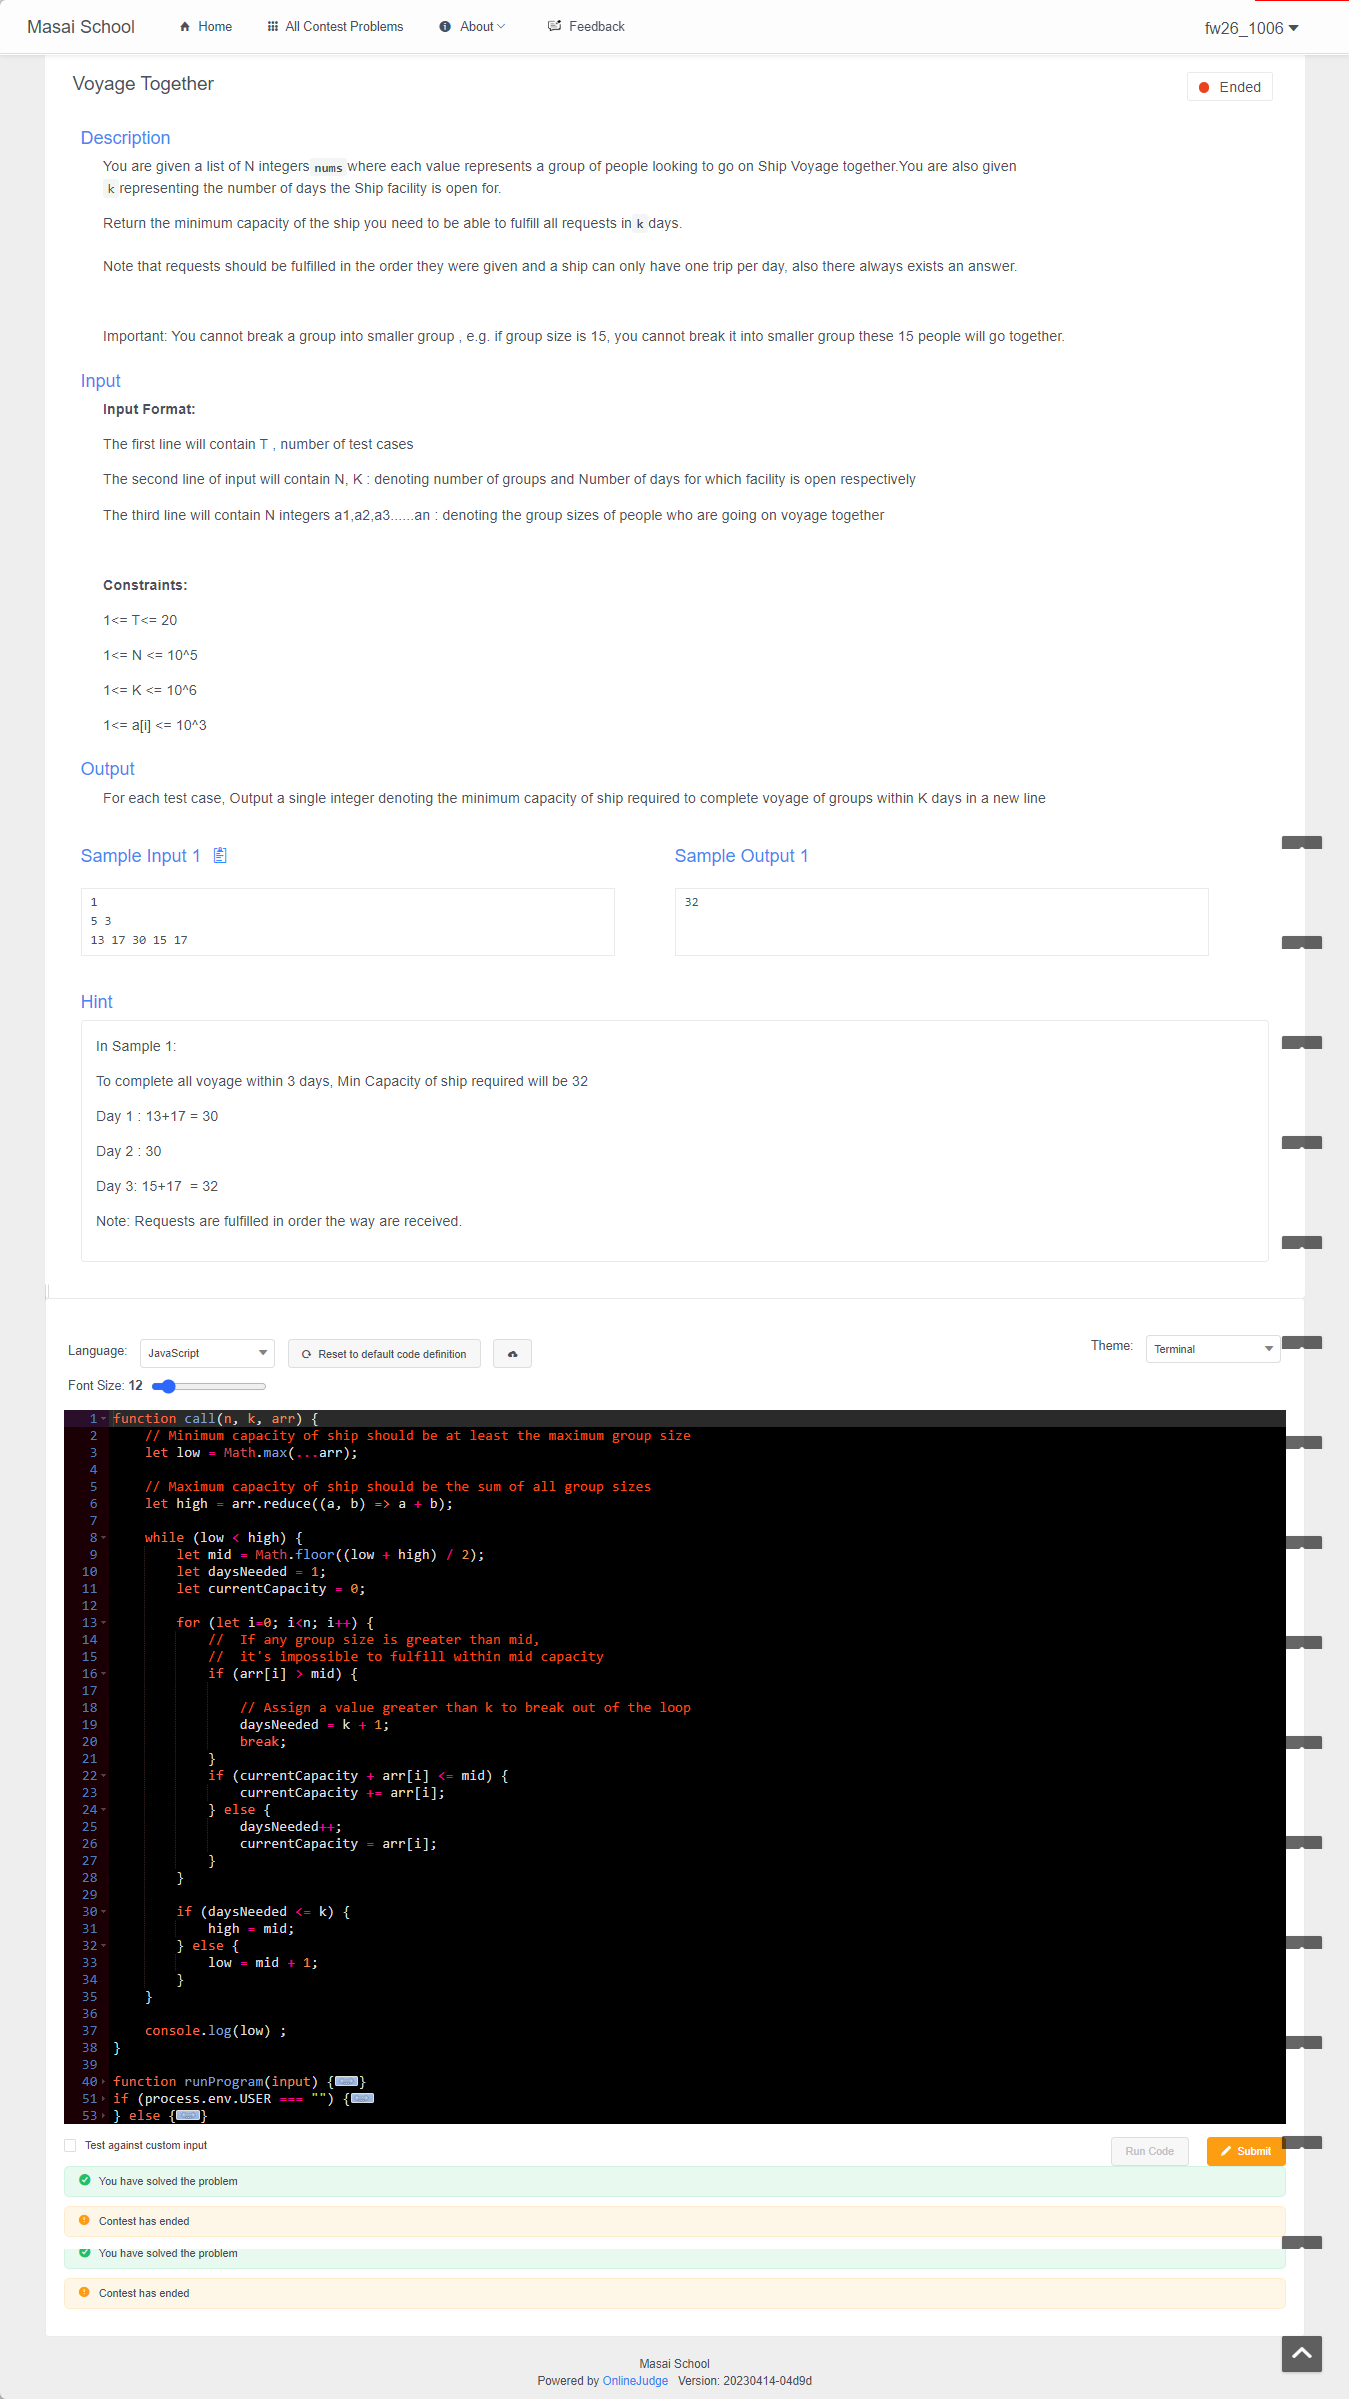 Masai School
Home
All Contest Problems
About
Feedback
fw26_1006
Voyage Together
Ended
Description
You are given a list of N integers nums where each value represents a group of people looking to go on Ship Voyage together.You are also given
k representing the number of days the Ship facility is open for.
Return the minimum capacity of the ship you need to be able to fulfill all requests in k days.
Note that requests should be fulfilled in the order they were given and a ship can only have one trip per day, also there always exists an answer.
Important: You cannot break a group into smaller group , e.g. if group size is 15, you cannot break it into smaller group these 15 people will go together.
Input
Input Format:
The first line will contain T , number of test cases
The second line of input will contain N, K : denoting number of groups and Number of days for which facility is open respectively
The third line will contain N integers a1,a2,a3......an : denoting the group sizes of people who are going on voyage together
Constraints:
1<= T<= 20
1<= N <= 10^5
1<= K <= 10^6
1<= a[i] <= 10^3
Output
For each test case, Output a single integer denoting the minimum capacity of ship required to complete voyage of groups within K days in a new line
Sample Input 1
1
5 3
13 17 30 15 17
Sample Output 1
32
Hint
In Sample 1:
To complete all voyage within 3 days, Min Capacity of ship required will be 32
Day 1 : 13+17 = 30
Day 2 : 30
Day 3: 15+17  = 32
Note: Requests are fulfilled in order the way are received.
Language:
JavaScript
Reset to default code definition
Theme:
Terminal
Font Size: 12
1 function call(n, k, arr) {
2     // Minimum capacity of ship should be at least the maximum group size
3     let low = Math.max(...arr);
4
5     // Maximum capacity of ship should be the sum of all group sizes
6     let high = arr.reduce((a, b) => a + b);
7
8     while (low < high) {
9         let mid = Math.floor((low + high) / 2);
10         let daysNeeded = 1;
11         let currentCapacity = 0;
12
13         for (let i=0; i<n; i++) {
14             //  If any group size is greater than mid,
15             //  it's impossible to fulfill within mid capacity
16             if (arr[i] > mid) {
17
18                 // Assign a value greater than k to break out of the loop
19                 daysNeeded = k + 1;
20                 break;
21             }
22             if (currentCapacity + arr[i] <= mid) {
23                 currentCapacity += arr[i];
24             } else {
25                 daysNeeded++;
26                 currentCapacity = arr[i];
27             }
28         }
29
30         if (daysNeeded <= k) {
31             high = mid;
32         } else {
33             low = mid + 1;
34         }
35     }
36
37     console.log(low) ;
38 }
39
40 function runProgram(input) {}
51 if (process.env.USER === "") {
53 } else {}
Test against custom input
Run Code
Submit
You have solved the problem
Contest has ended
You have solved the problem
Contest has ended
Masai School
Powered by OnlineJudge Version: 20230414-04d9d